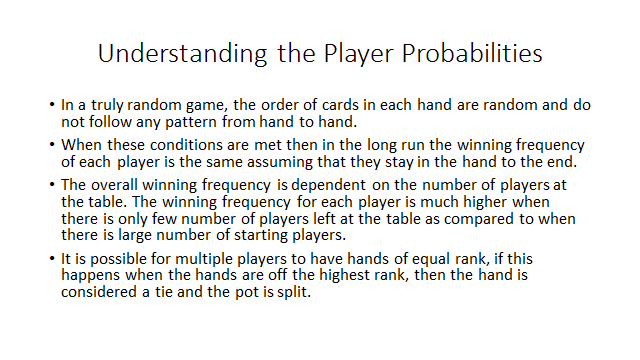 Understanding the Player Probabilities
• In a truly random game, the order of cards in each hand are random and do
not follow any pattern from hand to hand.
• When these conditions are met then in the long run the winning frequency
of each player is the same assuming that they stay in the hand to the end.
• The overall winning frequency is dependent on the number of players at
the table. The winning frequency for each player is much higher when
there is only few number of players left at the table as compared to when
there is large number of starting players.
• It is possible for multiple players to have hands of equal rank, if this
happens when the hands are off the highest rank, then the hand is
considered a tie and the pot is split.